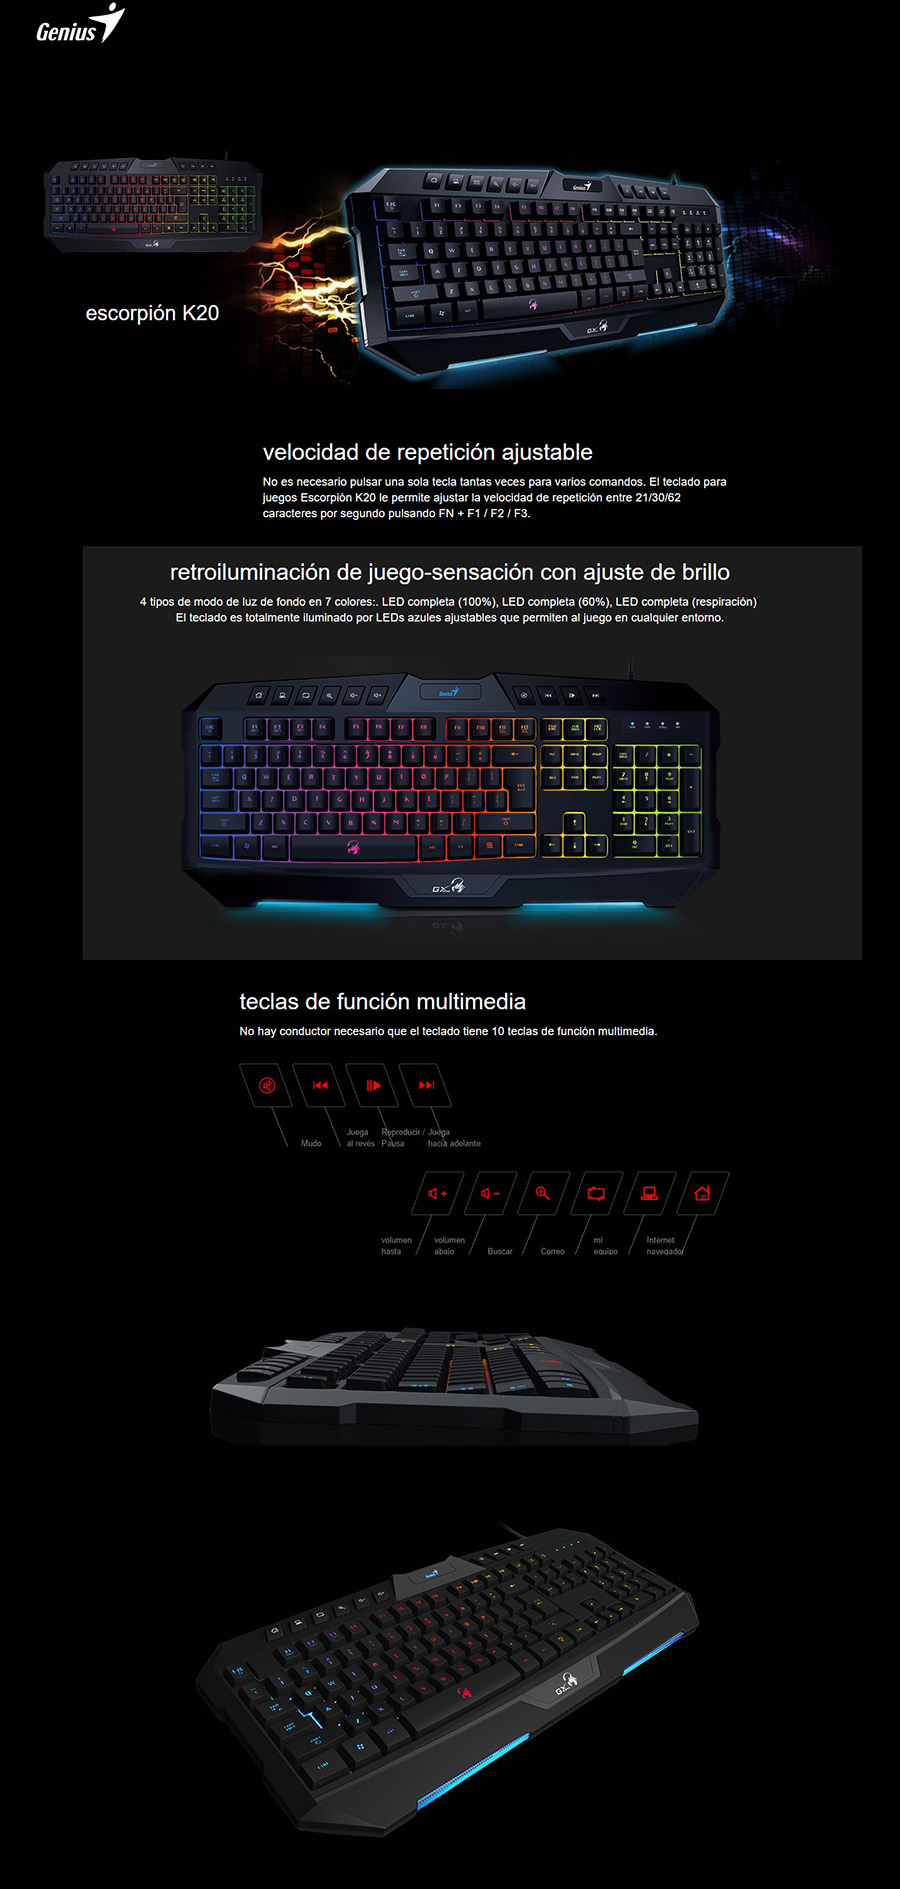 Genius
escorpión K20
velocidad de repetición ajustable
No es necesario pulsar una sola tecla tantas veces para varios comandos. El teclado para
juegos Escorpión K20 le permite ajustar la velocidad de repetición entre 21/30/62
caracteres por segundo pulsando FN + F1 / F2 / F3.
retroiluminación de juego-sensación con ajuste de brillo
4 tipos de modo de luz de fondo en 7 colores:. LED completa (100%), LED completa (60%), LED completa (respiración)
El teclado es totalmente iluminado por LEDs azules ajustables que permiten al juego en cualquier entorno.
Genius
GX
teclas de función multimedia
No hay conductor necesario que el teclado tiene 10 teclas de función multimedia.
Mudo
Juega
al revés
Reproducir /
Pausa
Juega
hacia adelante
volumen
hasta
volumen
abajo
Buscar
Correo
mi
equipo
Internet
navegador
GX